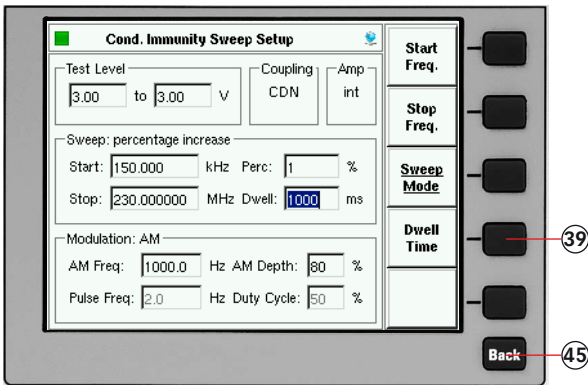 Cond. Immunity Sweep Setup
Test Level
3.00 to 3.00 V
Coupling
CDN
Amp
int
Sweep: percentage increase
Start: 150.000 kHz Perc: 1 %
Stop: 230.000000 MHz Dwell: 1000 ms
Modulation: AM
AM Freq: 1000.0 Hz AM Depth: 80 %
Pulse Freq: 2.0 Hz Duty Cycle: 50 %
Start
Freq.
Stop
Freq.
Sweep
Mode
Dwell
Time
39
Back
45